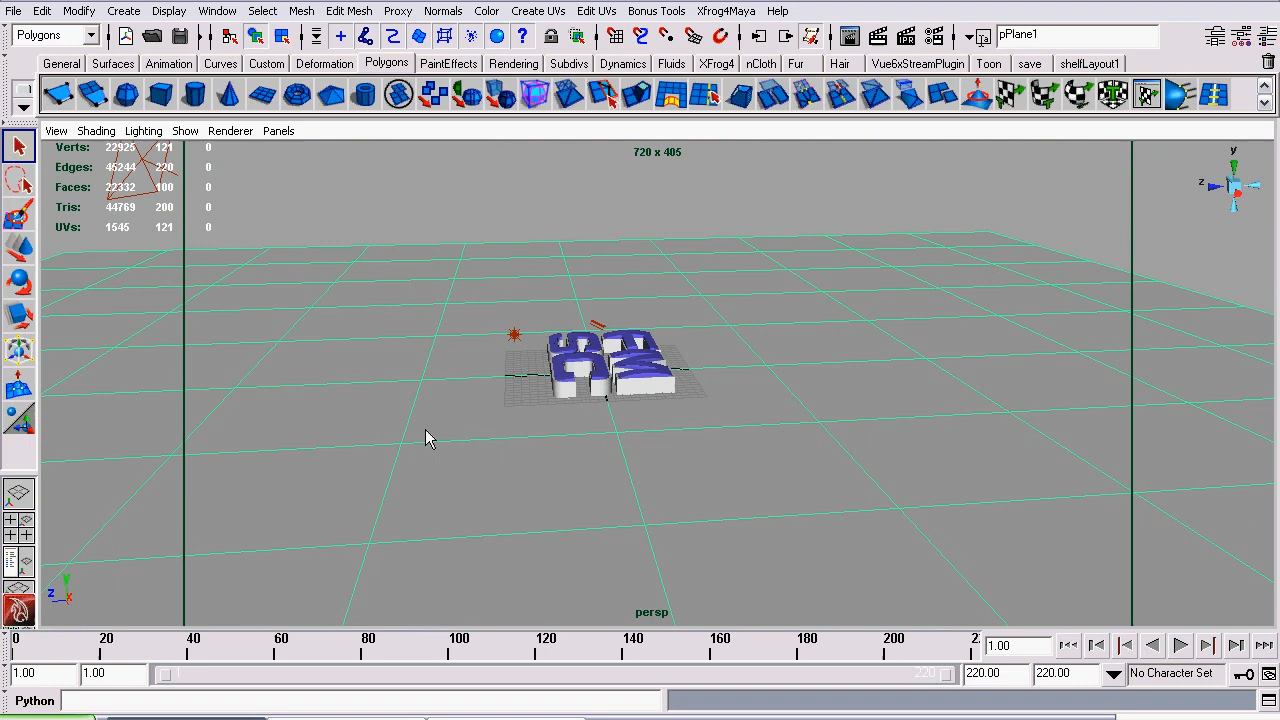 File Edit Modify Create Display Window Select Mesh Edit Mesh Proxy Normals Color Create UVs Edit UVs Bonus Tools Xfrog4Maya Help
Polygons pPlane1
General Surfaces Animation Curves Custom Deformation Polygons PaintEffects Rendering Subdivs Dynamics Fluids XFrog4 nCloth Fur Hair Vue6xStreamPlugin Toon save shelfLayout1
View Shading Lighting Show Renderer Panels
Verts: 22925 121 0
720 x 405
Edges: 45244 220 0
Faces: 22332 100 0
Tris: 44769 200 0
UVs: 1545 121 0
y
z
y
z x
persp
0 20 40 60 80 100 120 140 160 180 200 2 1.00
1.00 1.00 1 220 220.00 220.00 No Character Set
Python